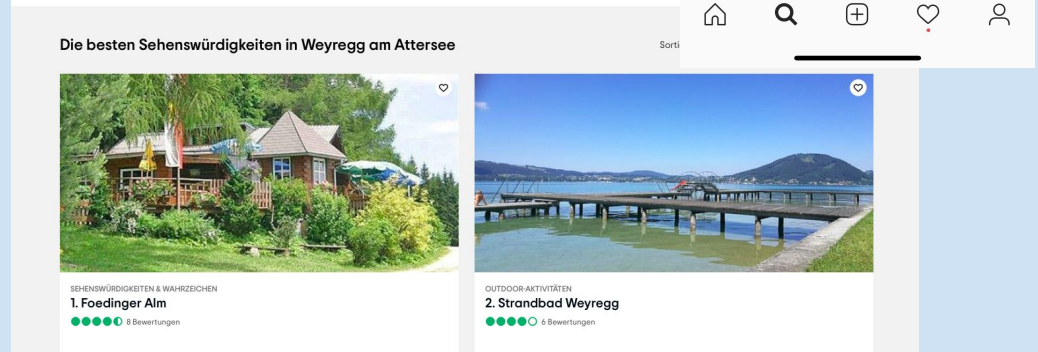 Die besten Sehenswürdigkeiten in Weyregg am Attersee
SEHENSWÜRDIGKEITEN & WAHRZEICHEN
1. Foedinger Alm
8 Bewertungen
OUTDOOR-AKTIVITÄTEN
2. Strandbad Weyregg
6 Bewertungen